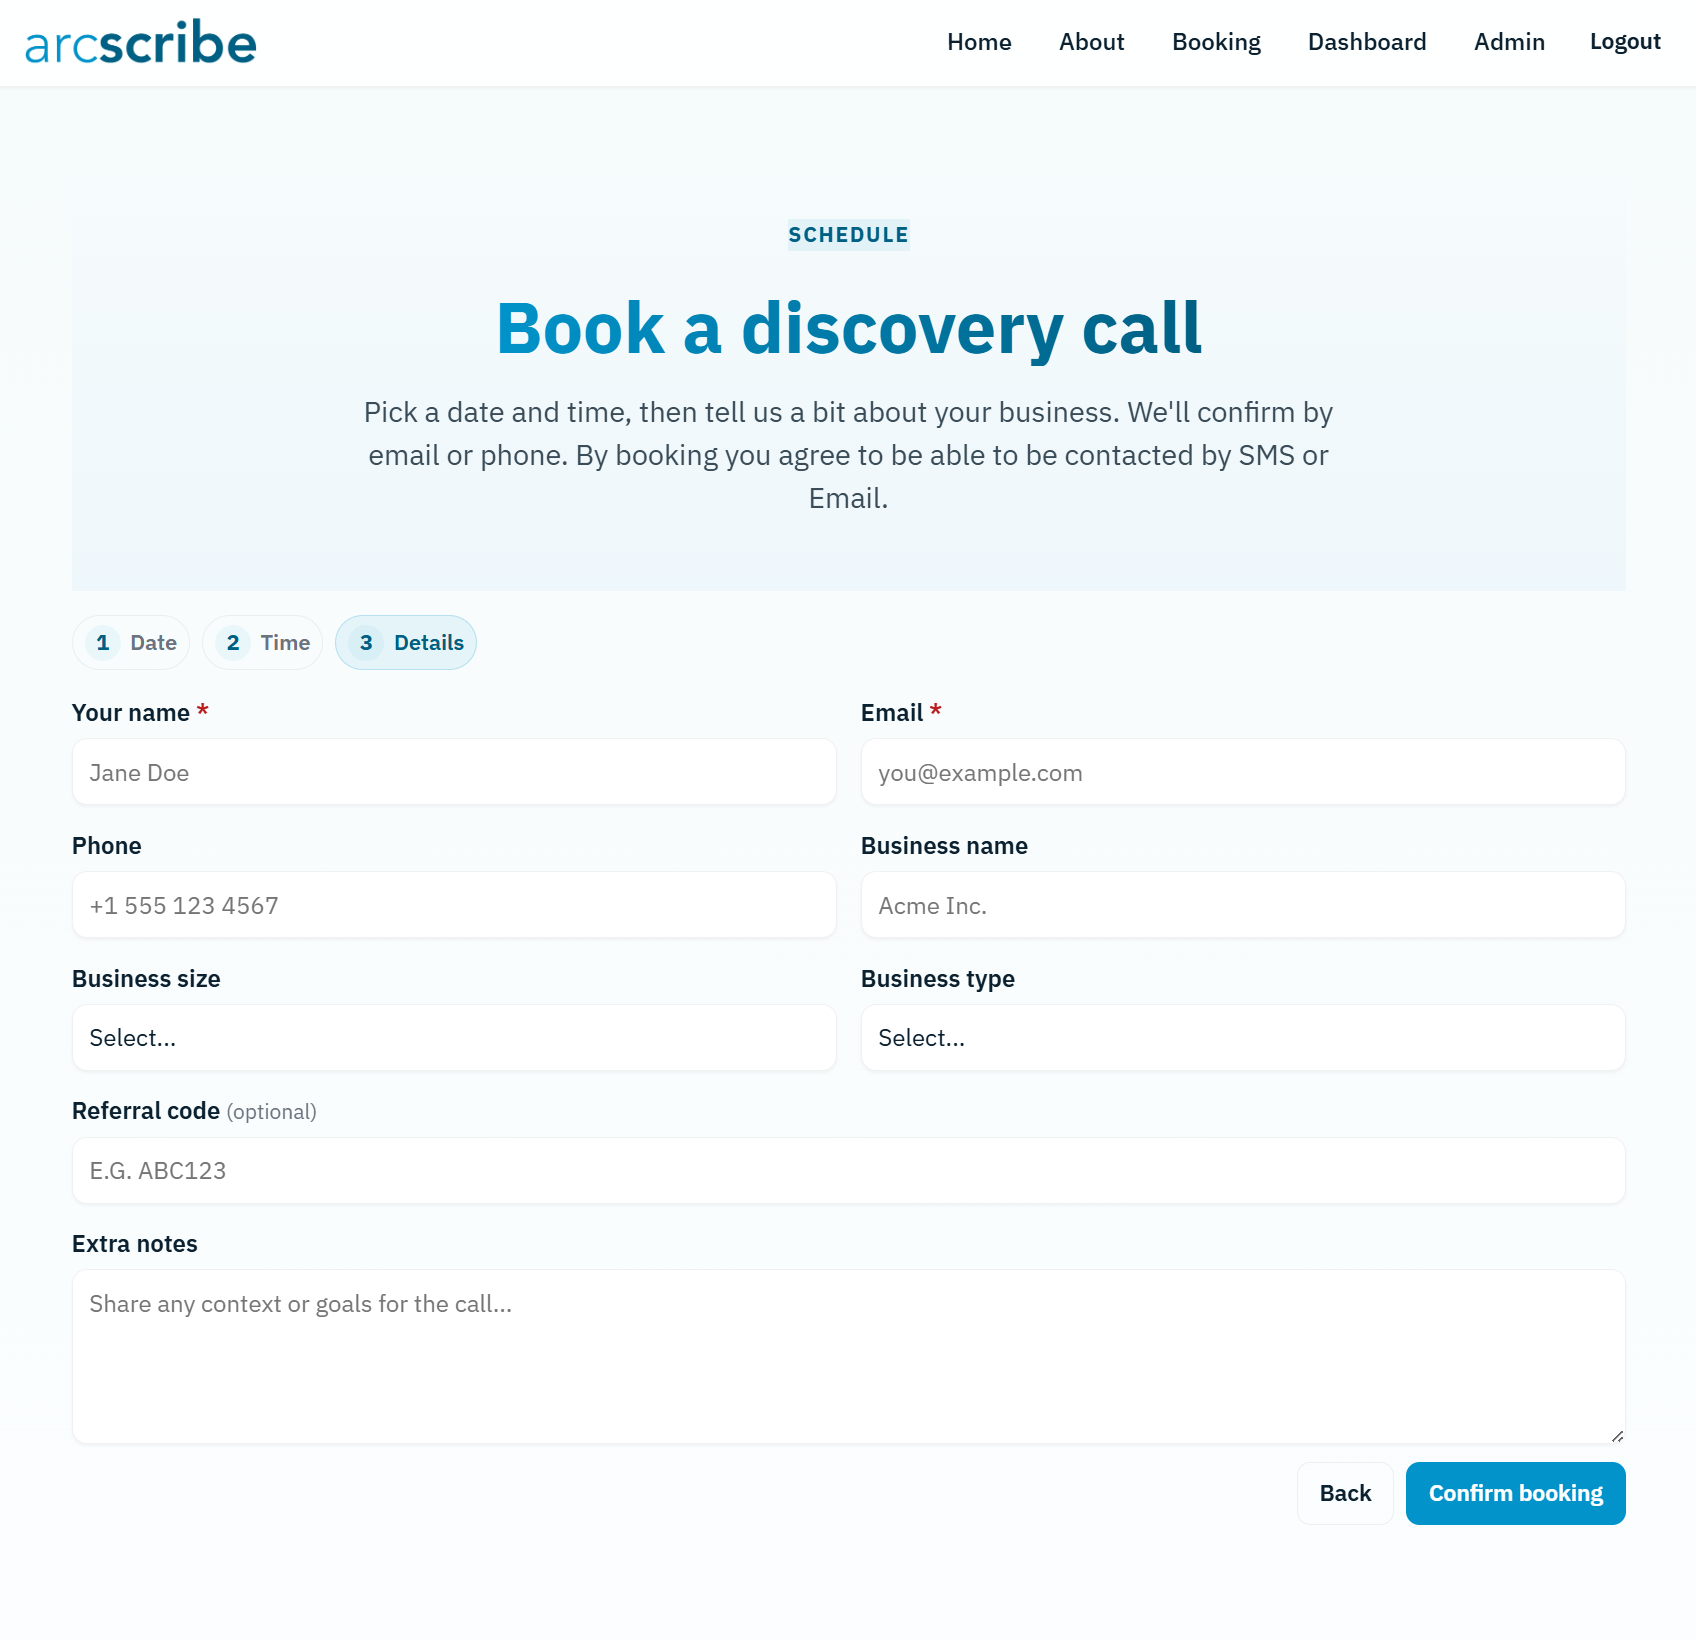 arcscribe
Home About Booking Dashboard Admin Logout
SCHEDULE
Book a discovery call
Pick a date and time, then tell us a bit about your business. We'll confirm by
email or phone. By booking you agree to be able to be contacted by SMS or
Email.
1 Date 2 Time 3 Details
Your name * Email *
Jane Doe you@example.com
Phone Business name
+1 555 123 4567 Acme Inc.
Business size Business type
Select... Select...
Referral code (optional)
E.G. ABC123
Extra notes
Share any context or goals for the call...
Back Confirm booking